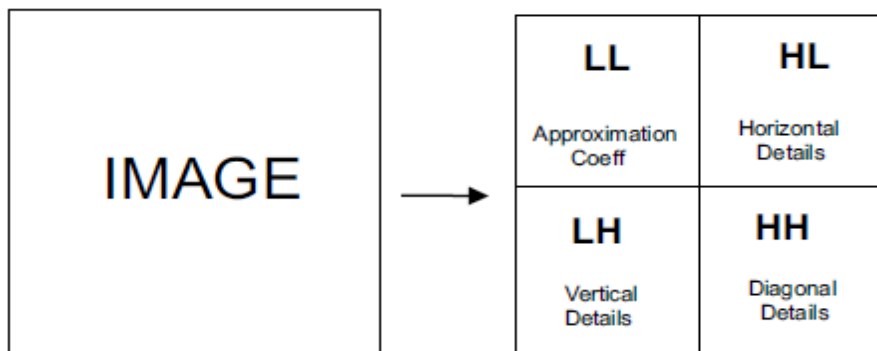 IMAGE
LL
Approximation
Coeff
HL
Horizontal
Details
LH
Vertical
Details
HH
Diagonal
Details